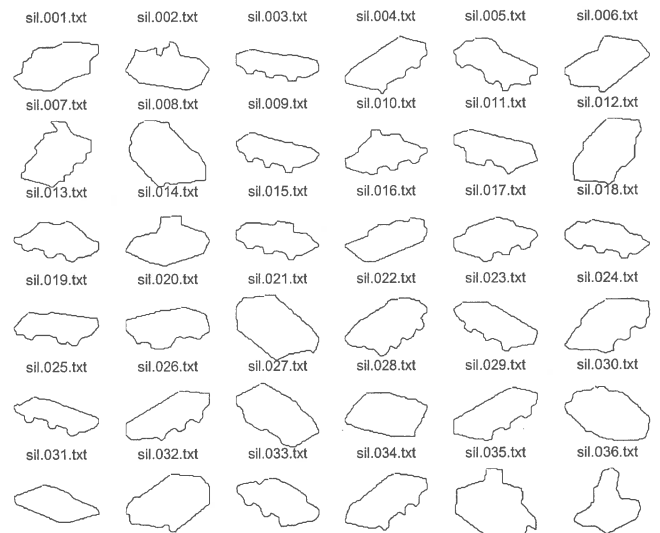 sil.001.txt sil.002.txt sil.003.txt sil.004.txt sil.005.txt sil.006.txt
sil.007.txt sil.008.txt sil.009.txt sil.010.txt sil.011.txt sil.012.txt
sil.013.txt sil.014.txt sil.015.txt sil.016.txt sil.017.txt sil.018.txt
sil.019.txt sil.020.txt sil.021.txt sil.022.txt sil.023.txt sil.024.txt
sil.025.txt sil.026.txt sil.027.txt sil.028.txt sil.029.txt sil.030.txt
sil.031.txt sil.032.txt sil.033.txt sil.034.txt sil.035.txt sil.036.txt